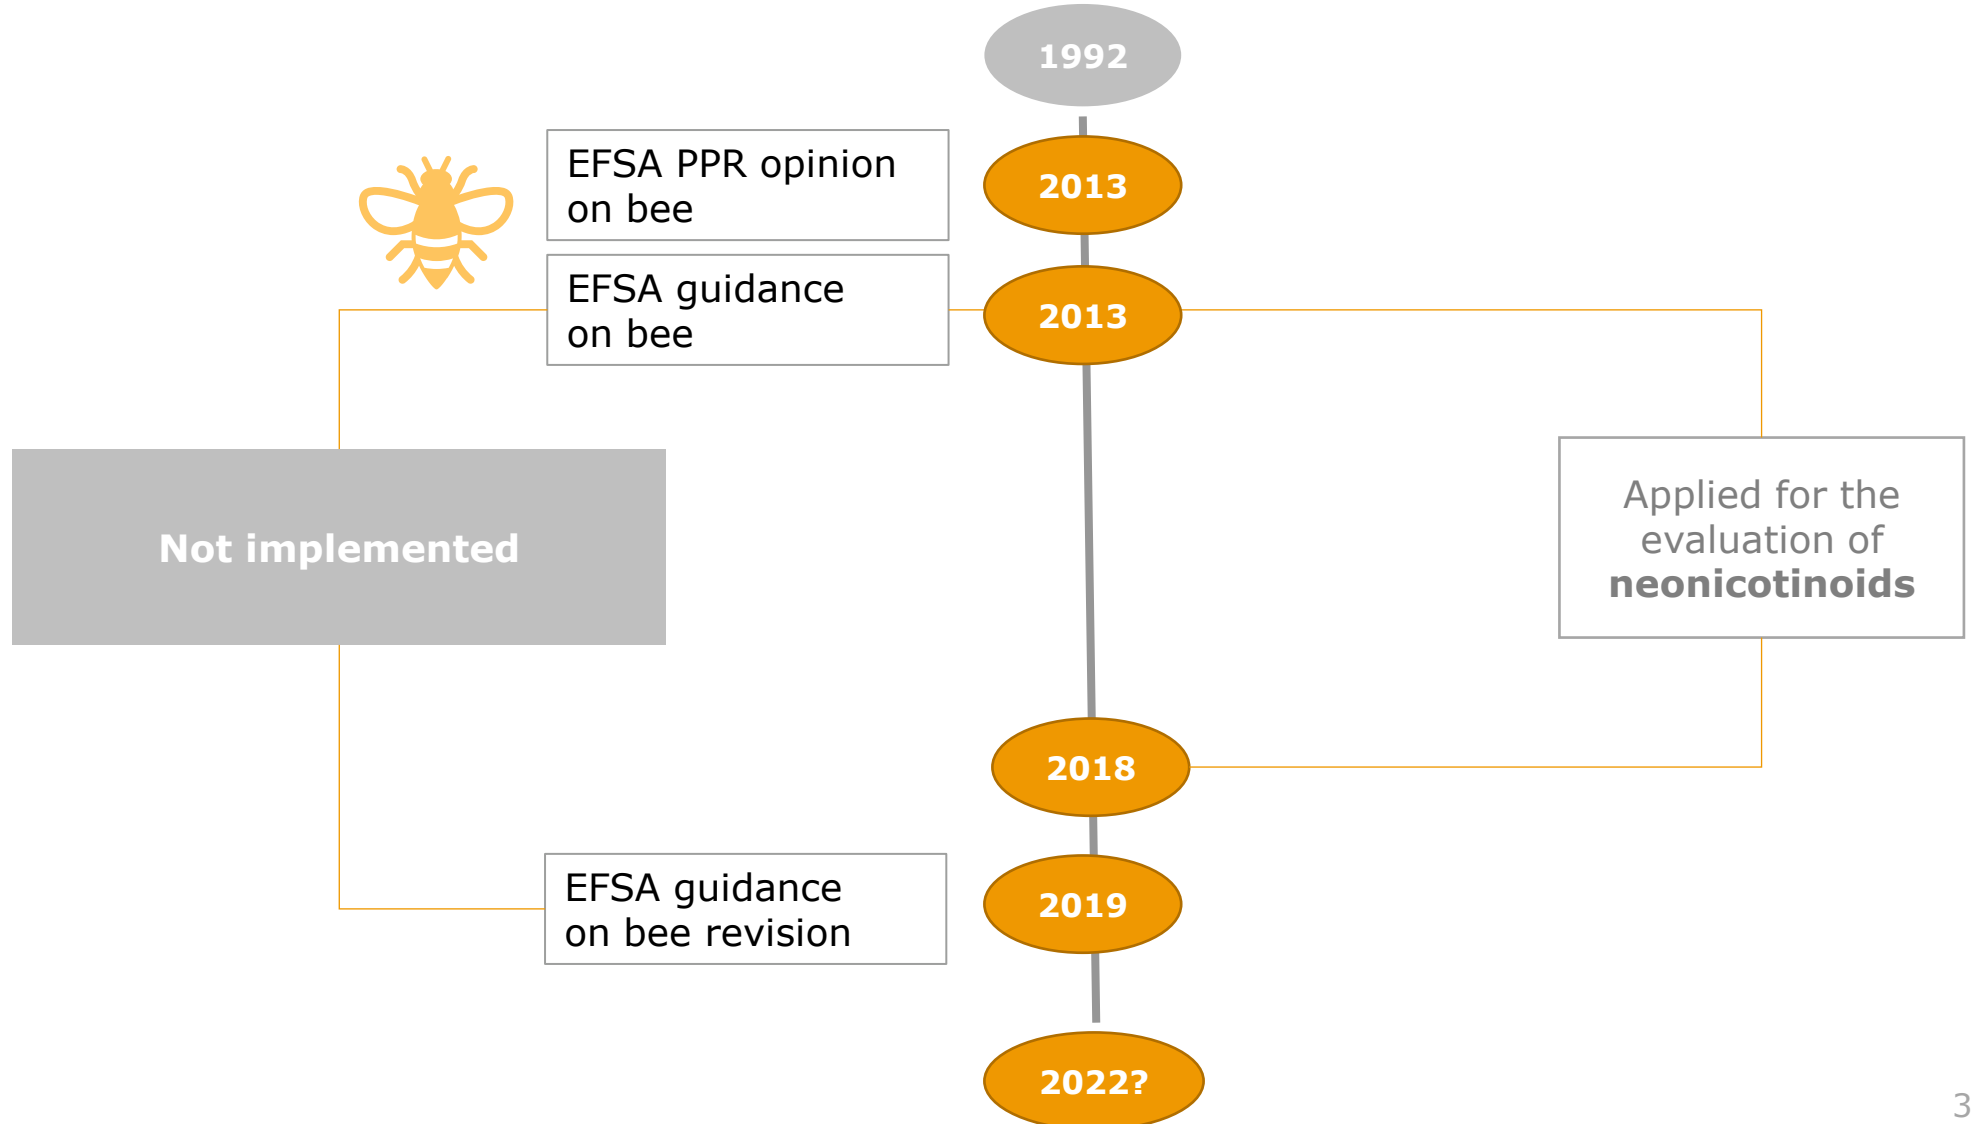 1992
EFSA PPR opinion
on bee
2013
EFSA guidance
on bee
2013
Not implemented
Applied for the
evaluation of
neonicotinoids
2018
EFSA guidance
on bee revision
2019
2022?
3